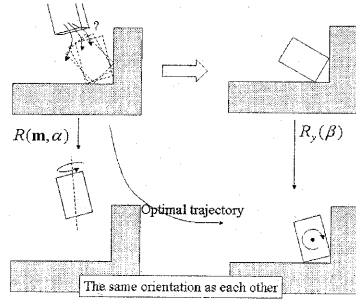 ?
R(m,α)
R_y(β)
Optimal trajectory
The same orientation as each other